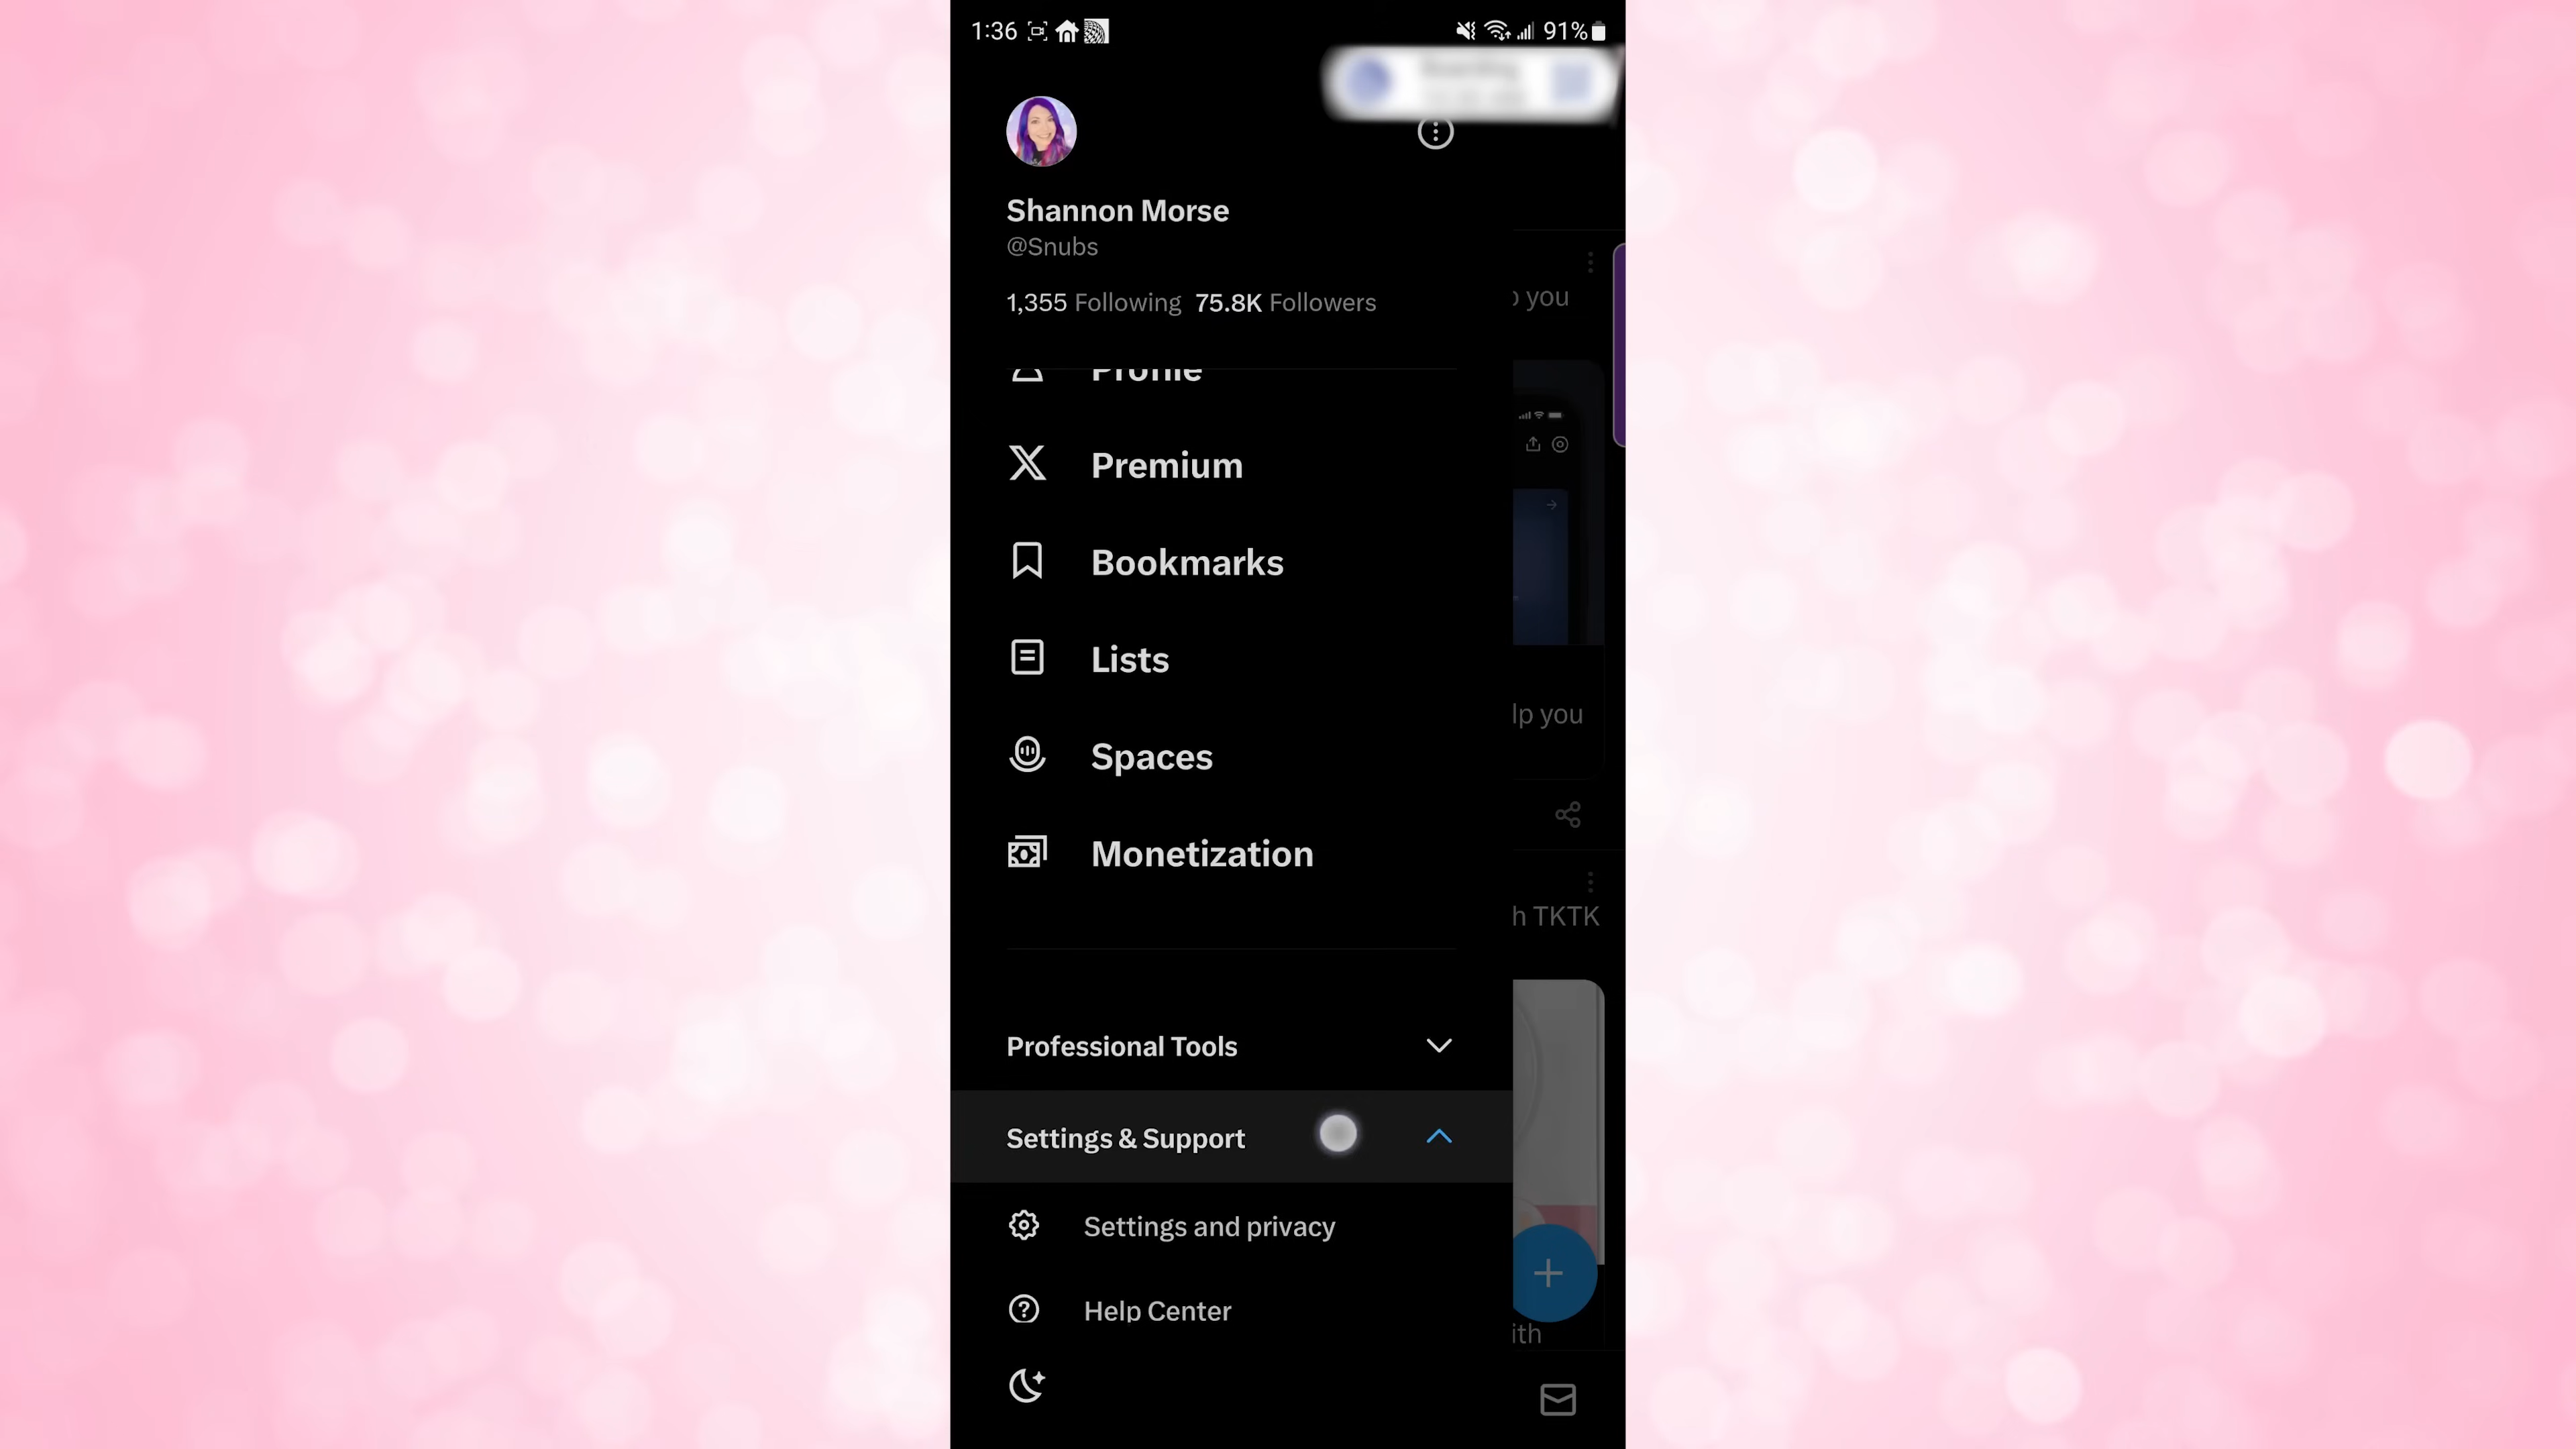 1:36
91%
Shannon Morse
@Snubs
1,355 Following 75.8K Followers
Profile
Premium
Bookmarks
Lists
Spaces
Monetization
Professional Tools
Settings & Support
Settings and privacy
Help Center
you
lp you
h TKTK
ith